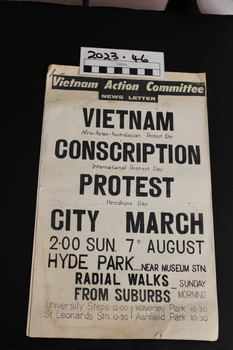 2023.46
Vietnam Action Committee
NEWS LETTER
VIETNAM
Afro-Asian-Australasian Protest Day
CONSCRIPTION
International Protest Day
PROTEST
Hiroshima Day
CITY MARCH
2·00 SUN. 7th AUGUST
HYDE PARK.....NEAR MUSEUM STN.
RADIAL WALKS
FROM SUBURBS
SUNDAY
MORNING
University Steps 12:00 Waverley Park 10:30
St Leonards Stn. 10:30 Ashfield Park 10:30